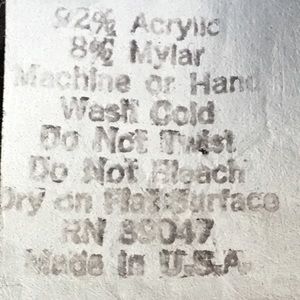 92% Acrylic
8% Mylar
Machine or Hand
Wash Cold
Do Not Twist
Do Not Bleach
Dry on Flat Surface
RN 39047
Made In U.S.A.